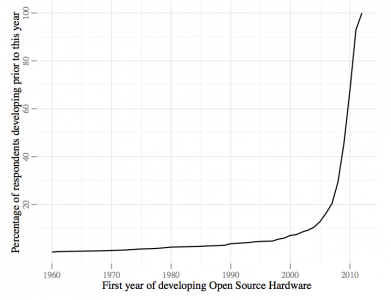 Percentage of respondents developing prior to this year
100
80
60
40
20
1960 1970 1980 1990 2000 2010
First year of developing Open Source Hardware